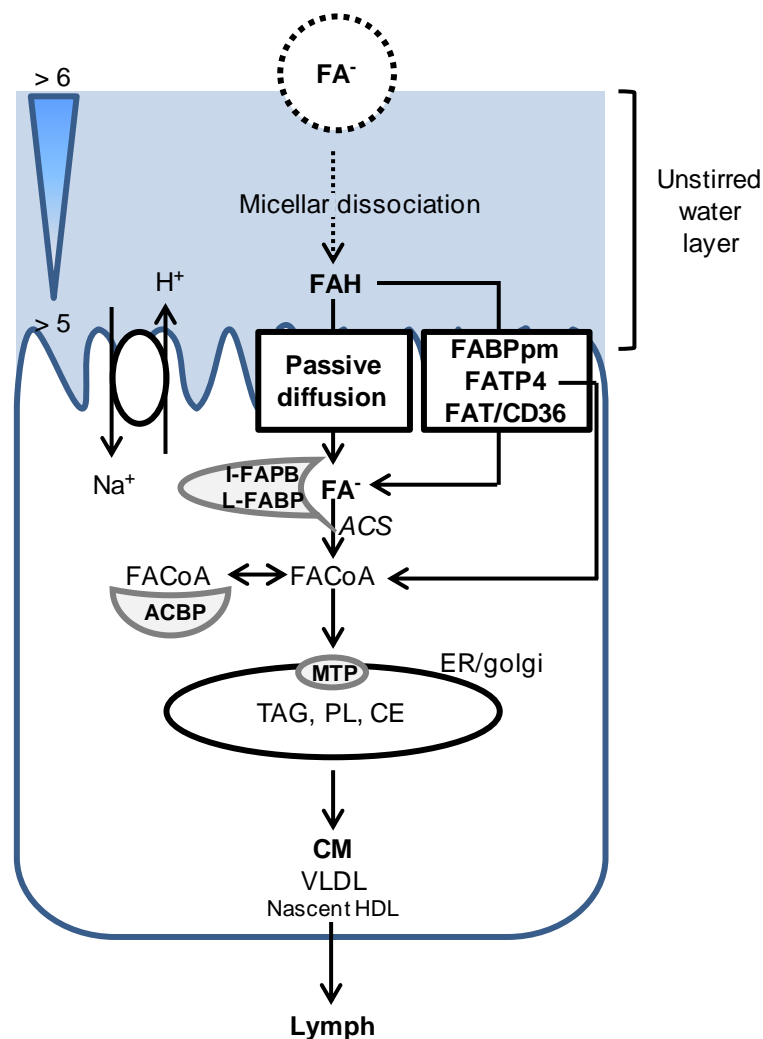 FA⁻
> 6
Unstirred
water
layer
Micellar dissociation
H⁺
FAH
> 5
Passive
diffusion
FABPpm
FATP4
FAT/CD36
Na⁺
I-FAPB
L-FABP
FA⁻
ACS
FACoA
FACoA
ACBP
ER/golgi
MTP
TAG, PL, CE
CM
VLDL
Nascent HDL
Lymph